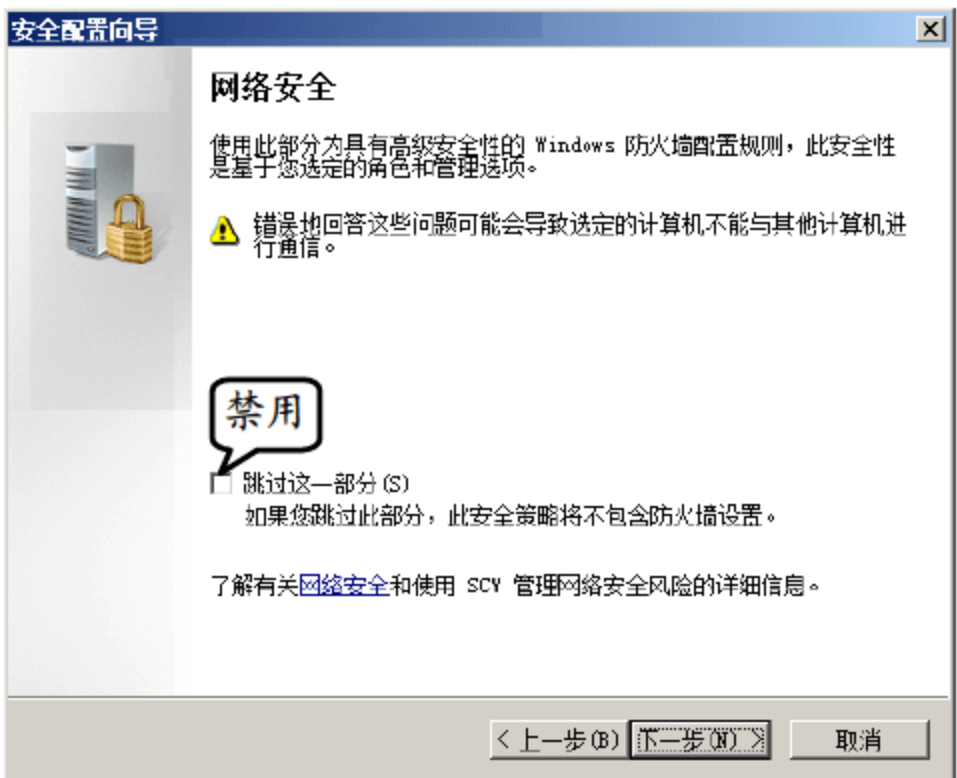 安全配置向导
网络安全
使用此部分为具有高级安全性的 Windows 防火墙配置规则，此安全性
是基于您选定的角色和管理选项。
错误地回答这些问题可能会导致选定的计算机不能与其他计算机进
行通信。
禁用
跳过这一部分(S)
如果您跳过此部分，此安全策略将不包含防火墙设置。
了解有关网络安全和使用 SCW 管理网络安全风险的详细信息。
< 上一步(B) 下一步(N) > 取消